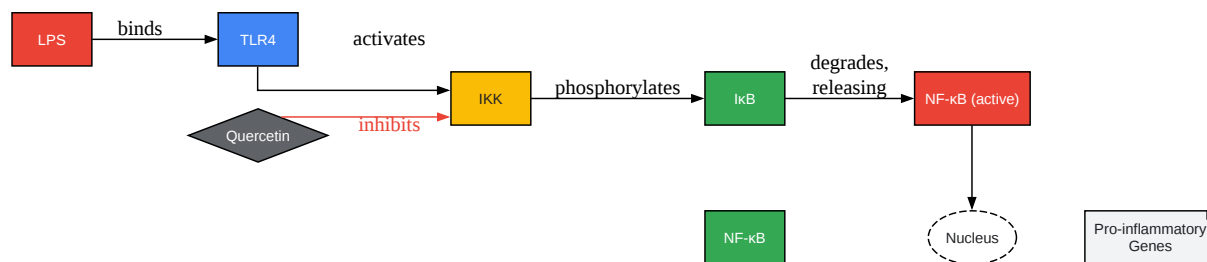 LPS
binds
TLR4
activates
IKK
Quercetin
inhibits
phosphorylates
IκB
degrades,
releasing
NF-κB (active)
NF-κB
Nucleus
Pro-inflammatory
Genes